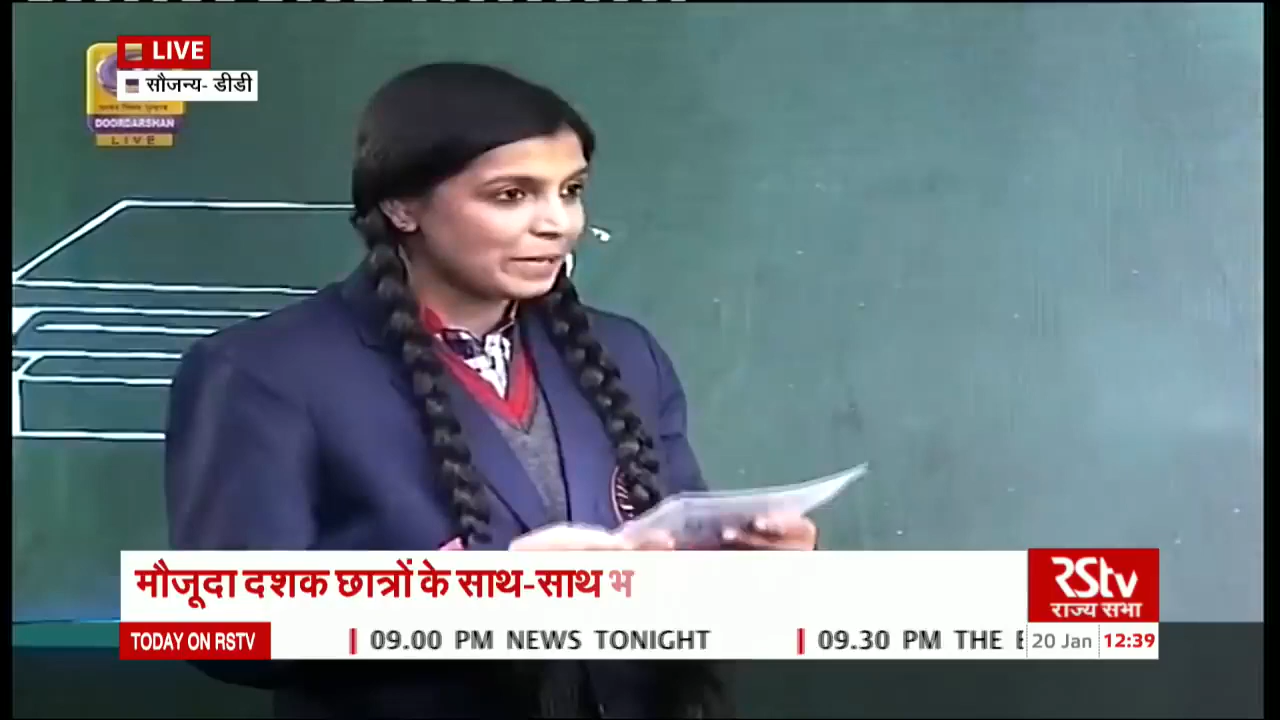 LIVE
सौजन्य- डीडी
DOORDARSHAN
LIVE
मौजूदा दशक छात्रों के साथ-साथ भ
RSTV
राज्य सभा
TODAY ON RSTV
09.00 PM NEWS TONIGHT
09.30 PM THE
20 Jan
12:39